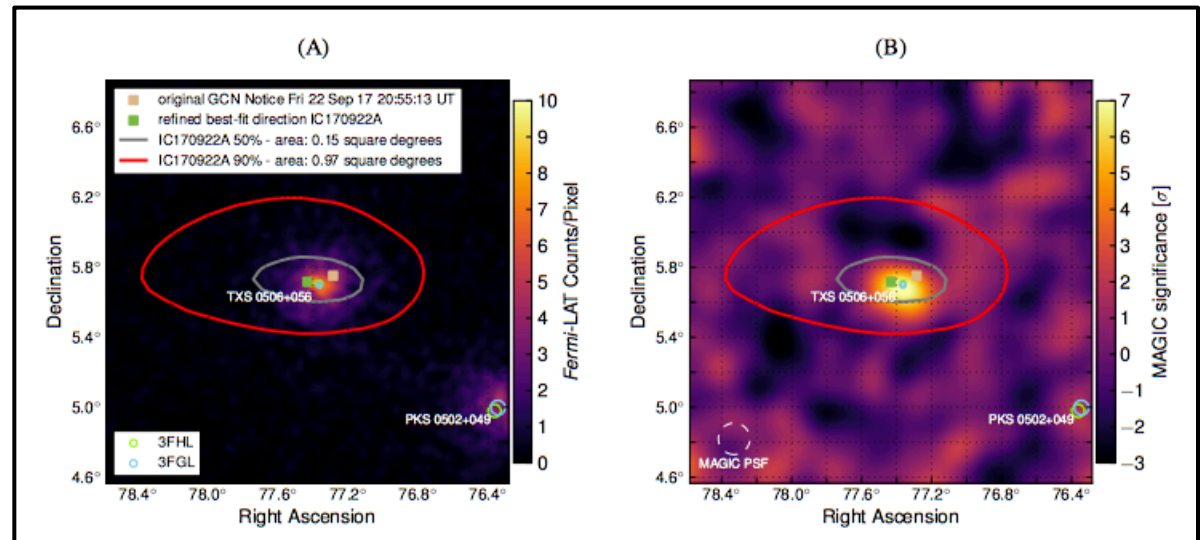 (A)
original GCN Notice Fri 22 Sep 17 20:55:13 UT
refined best-fit direction IC170922A
IC170922A 50% - area: 0.15 square degrees
IC170922A 90% - area: 0.97 square degrees
6.6°
6.2°
5.8°
5.4°
5.0°
4.6°
Declination
TXS 0506+056
PKS 0502+049
3FHL
3FGL
78.4°
78.0°
77.6°
77.2°
76.8°
76.4°
Right Ascension
10
9
8
7
6
5
4
3
2
1
0
Fermi-LAT Counts/Pixel
(B)
6.6°
6.2°
5.8°
5.4°
5.0°
4.6°
Declination
TXS 0506+056
PKS 0502+049
MAGIC PSF
78.4°
78.0°
77.6°
77.2°
76.8°
76.4°
Right Ascension
7
6
5
4
3
2
1
0
−1
−2
−3
MAGIC significance [σ]